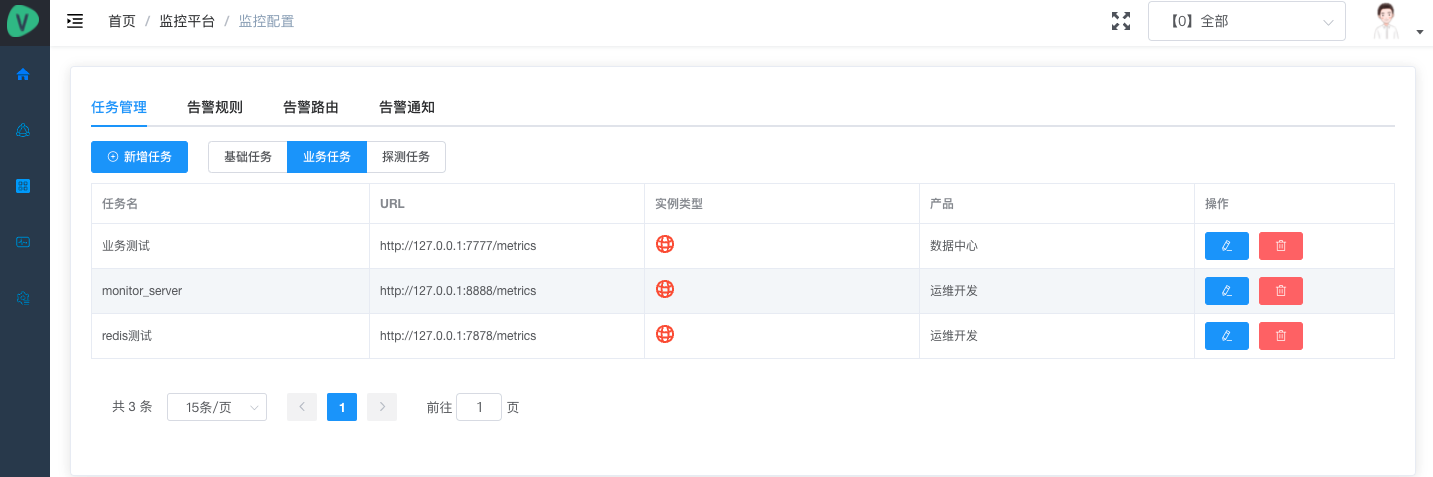 V
首页 / 监控平台 / 监控配置
【0】全部
任务管理 告警规则 告警路由 告警通知
新增任务 基础任务 业务任务 探测任务
任务名 URL 实例类型 产品 操作
业务测试 http://127.0.0.1:7777/metrics 数据中心
monitor_server http://127.0.0.1:8888/metrics 运维开发
redis测试 http://127.0.0.1:7878/metrics 运维开发
共 3 条 15条/页 1 前往 1 页